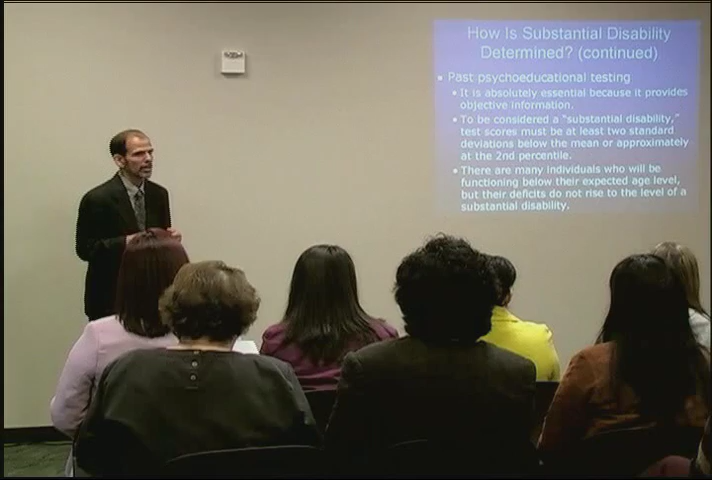 How Is Substantial Disability
Determined? (continued)
▪ Past psychoeducational testing
▪ It is absolutely essential because it provides
objective information.
▪ To be considered a “substantial disability,”
test scores must be at least two standard
deviations below the mean or approximately
at the 2nd percentile.
▪ There are many individuals who will be
functioning below their expected age level,
but their deficits do not rise to the level of a
substantial disability.